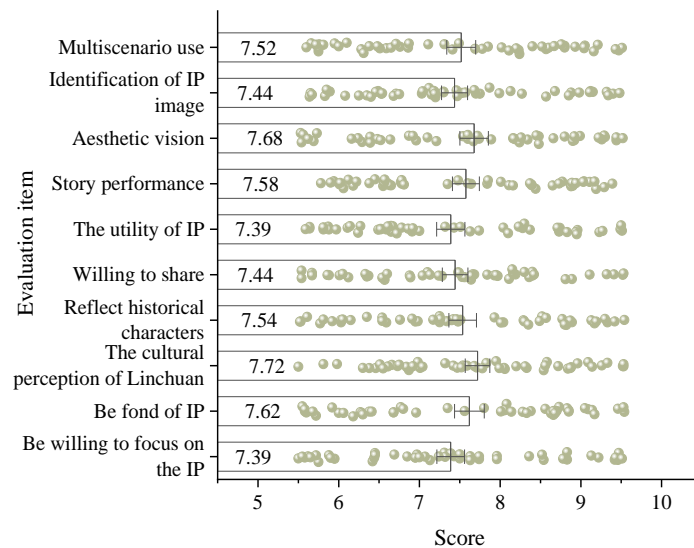 Multiscenario use
7.52
Identification of IP
image
7.44
Aesthetic vision
7.68
Story performance
7.58
The utility of IP
7.39
Willing to share
7.44
Reflect historical
characters
7.54
The cultural
perception of Linchuan
7.72
Be fond of IP
7.62
Be willing to focus on
the IP
7.39
Evaluation item
5 6 7 8 9 10
Score